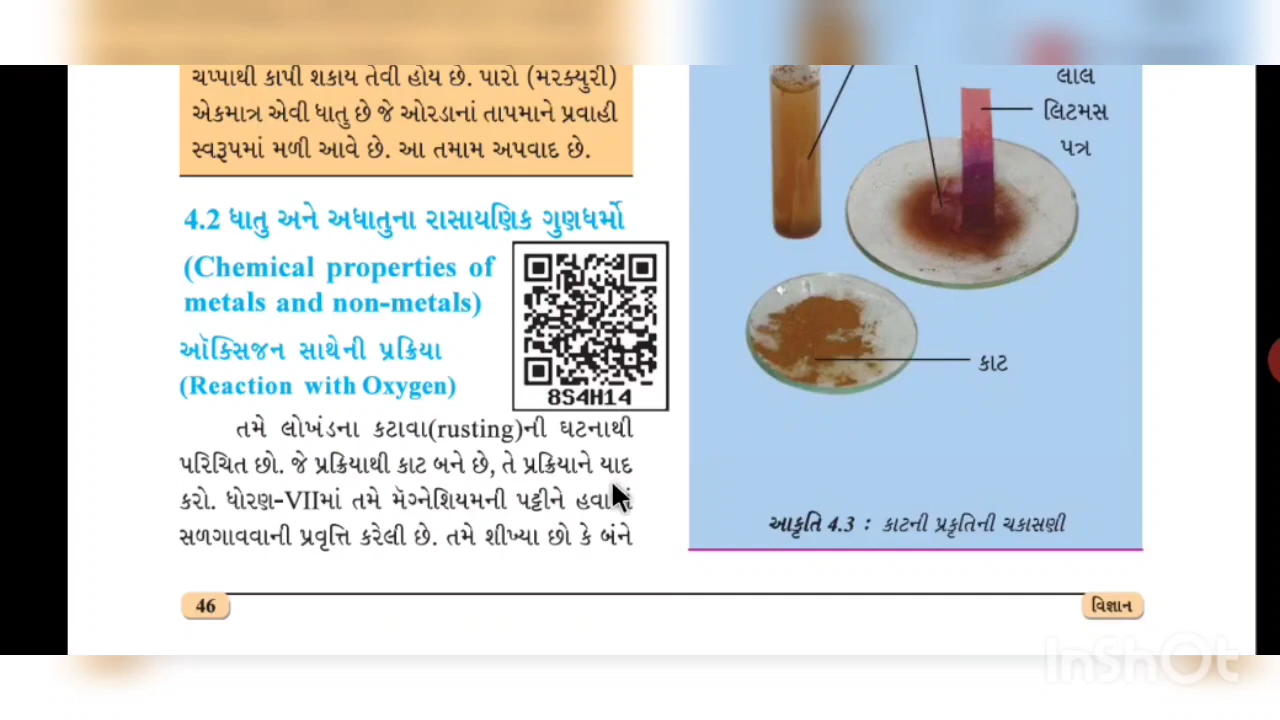 ચપ્પાથી કાપી શકાય તેવી હોય છે. પારો (મરક્યુરી)
એકમાત્ર એવી ધાતુ છે જે ઓરડાનાં તાપમાને પ્રવાહી
સ્વરૂપમાં મળી આવે છે. આ તમામ અપવાદ છે.
4.2 ધાતુ અને અધાતુના રાસાયણિક ગુણધર્મો
(Chemical properties of
metals and non-metals)
ઑક્સિજન સાથેની પ્રક્રિયા
(Reaction with Oxygen)
8S4H14
તમે લોખંડના કટાવા(rusting)ની ઘટનાથી
પરિચિત છો. જે પ્રક્રિયાથી કાટ બને છે, તે પ્રક્રિયાને યાદ
કરો. ધોરણ-VIIમાં તમે મૅગ્નેશિયમની પટ્ટીને
સળગાવવાની પ્રવૃત્તિ કરેલી છે. તમે શીખ્યા છો કે બંને
લાલ
લિટમસ
પત્ર
કાટ
આકૃતિ 4.3 : કાટની પ્રકૃતિની ચકાસણી
46
વિજ્ઞાન
InShOt